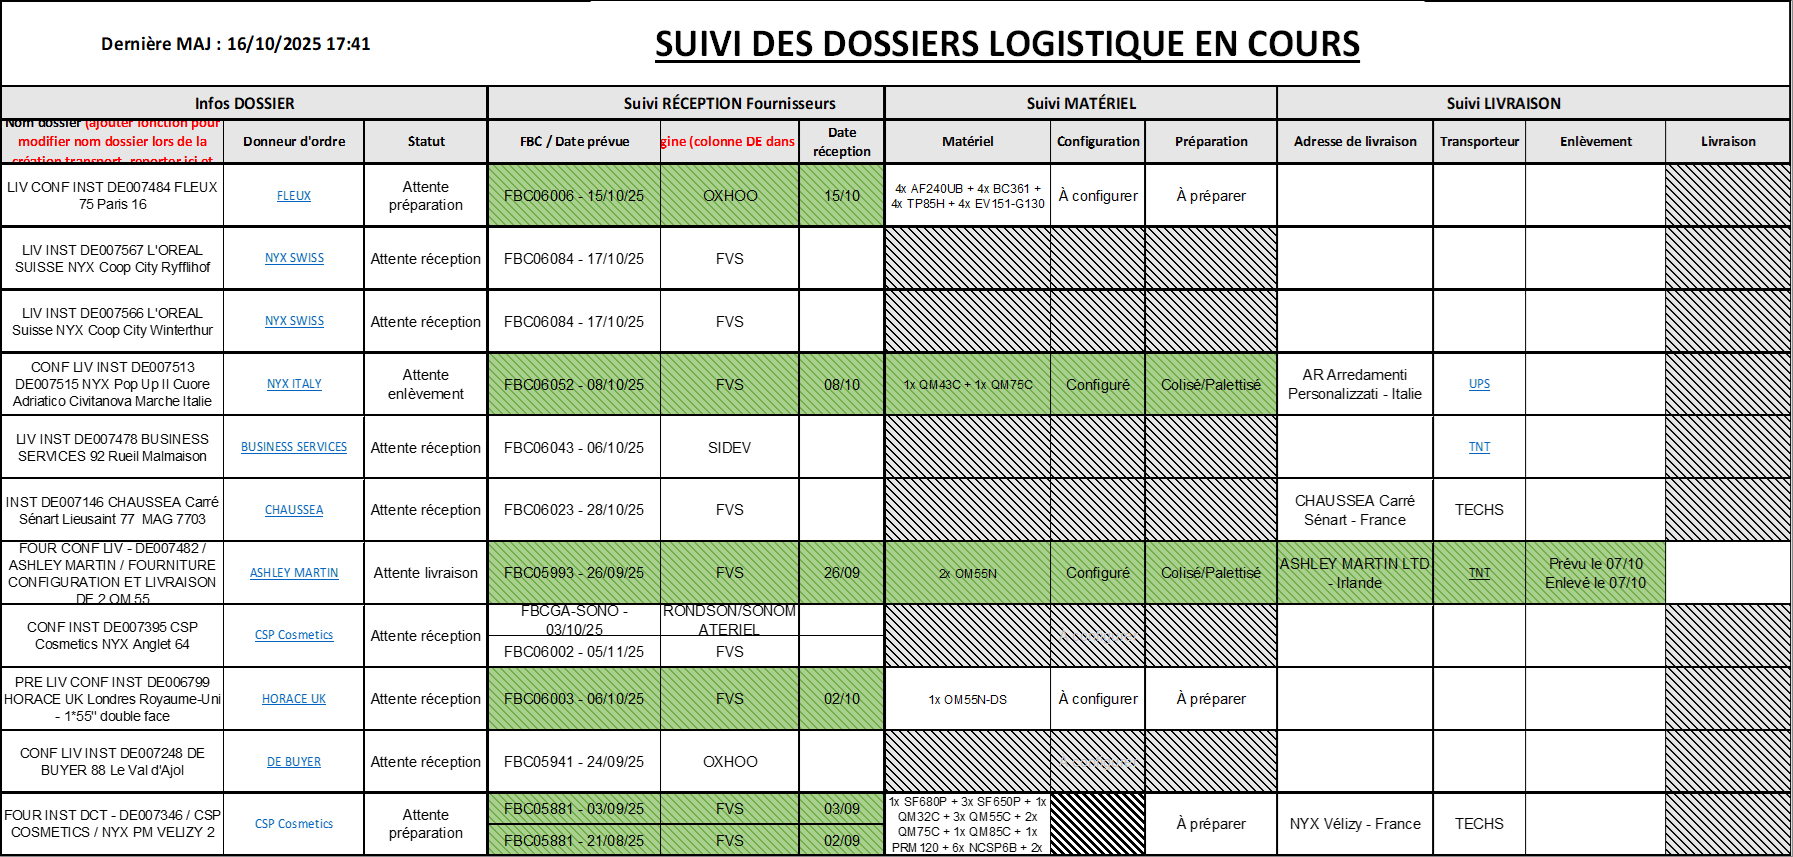 Dernière MAJ : 16/10/2025 17:41
SUIVI DES DOSSIERS LOGISTIQUE EN COURS
Infos DOSSIER
Suivi RÉCEPTION Fournisseurs
Suivi MATÉRIEL
Suivi LIVRAISON
Nom dossier (ajouter fonction pour
modifier nom dossier lors de la
création transport, reporter ici et
Donneur d'ordre
Statut
FBC / Date prévue
gine (colonne DE dans
Date
réception
Matériel
Configuration
Préparation
Adresse de livraison
Transporteur
Enlèvement
Livraison
LIV CONF INST DE007484 FLEUX
75 Paris 16
FLEUX
Attente
préparation
FBC06006 - 15/10/25
OXHOO
15/10
4x AF240UB + 4x BC361 +
4x TP85H + 4x EV151-G130
À configurer
À préparer
LIV INST DE007567 L'OREAL
SUISSE NYX Coop City Ryfflihof
NYX SWISS
Attente réception
FBC06084 - 17/10/25
FVS
LIV INST DE007566 L'OREAL
Suisse NYX Coop City Winterthur
NYX SWISS
Attente réception
FBC06084 - 17/10/25
FVS
CONF LIV INST DE007513
DE007515 NYX Pop Up Il Cuore
Adriatico Civitanova Marche Italie
NYX ITALY
Attente
enlèvement
FBC06052 - 08/10/25
FVS
08/10
1x QM43C + 1x QM75C
Configuré
Colisé/Palettisé
AR Arredamenti
Personalizzati - Italie
UPS
LIV INST DE007478 BUSINESS
SERVICES 92 Rueil Malmaison
BUSINESS SERVICES
Attente réception
FBC06043 - 06/10/25
SIDEV
TNT
INST DE007146 CHAUSSEA Carré
Sénart Lieusaint 77 MAG 7703
CHAUSSEA
Attente réception
FBC06023 - 28/10/25
FVS
CHAUSSEA Carré
Sénart - France
TECHS
FOUR CONF LIV - DE007482 /
ASHLEY MARTIN / FOURNITURE
CONFIGURATION ET LIVRAISON
DE 2 OM 55
ASHLEY MARTIN
Attente livraison
FBC05993 - 26/09/25
FVS
26/09
2x OM55N
Configuré
Colisé/Palettisé
ASHLEY MARTIN LTD
- Irlande
TNT
Prévu le 07/10
Enlevé le 07/10
CONF INST DE007395 CSP
Cosmetics NYX Anglet 64
CSP Cosmetics
Attente réception
FBCGA-SONO -
03/10/25
RONDSON/SONOM
ATERIEL
FBC06002 - 05/11/25
FVS
À configurer
PRE LIV CONF INST DE006799
HORACE UK Londres Royaume-Uni
- 1*55" double face
HORACE UK
Attente réception
FBC06003 - 06/10/25
FVS
02/10
1x OM55N-DS
À configurer
À préparer
CONF LIV INST DE007248 DE
BUYER 88 Le Val d'Ajol
DE BUYER
Attente réception
FBC05941 - 24/09/25
OXHOO
À configurer
FOUR INST DCT - DE007346 / CSP
COSMETICS / NYX PM VELIZY 2
CSP Cosmetics
Attente
préparation
FBC05881 - 03/09/25
FVS
03/09
FBC05881 - 21/08/25
FVS
02/09
1x SF680P + 3x SF650P + 1x
QM32C + 3x QM55C + 2x
QM75C + 1x QM85C + 1x
PRM120 + 6x NCSP6B + 2x
À préparer
NYX Vélizy - France
TECHS